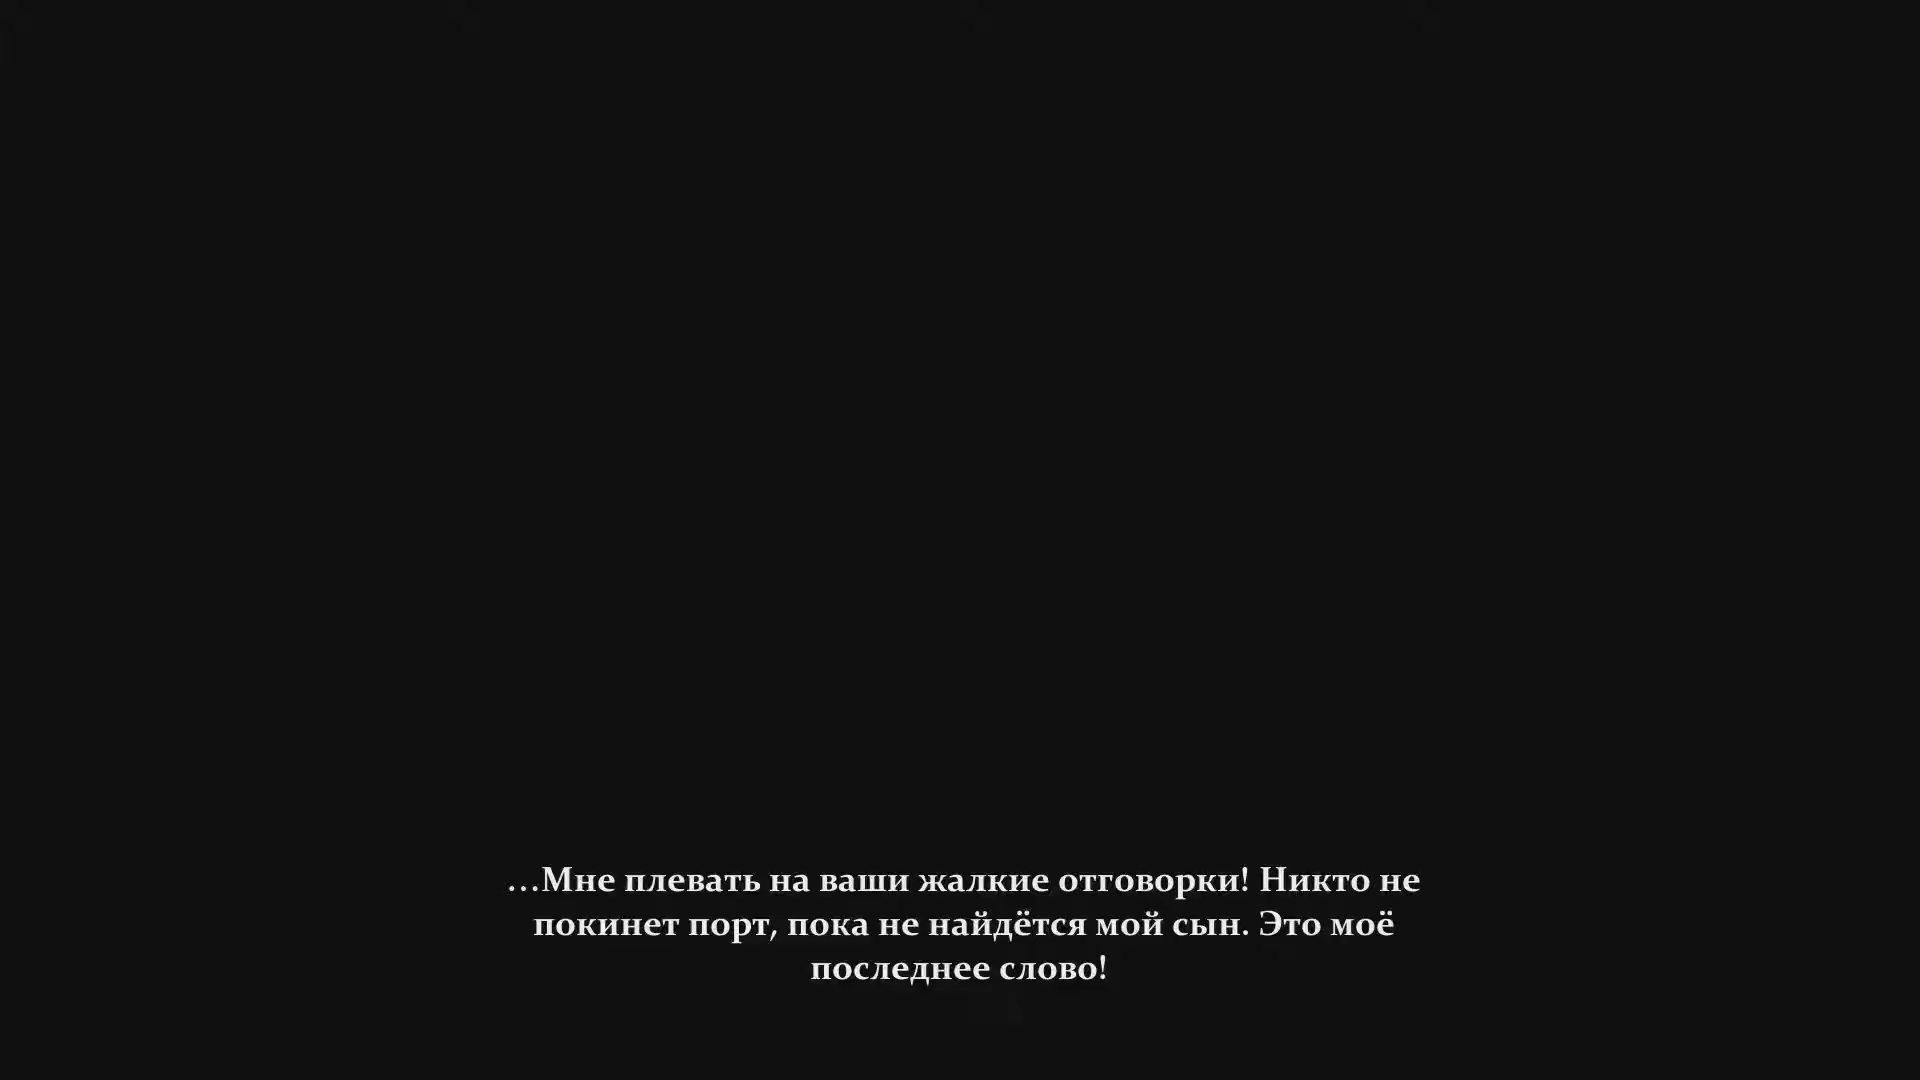 …Мне плевать на ваши жалкие отговорки! Никто не
покинет порт, пока не найдётся мой сын. Это моё
последнее слово!